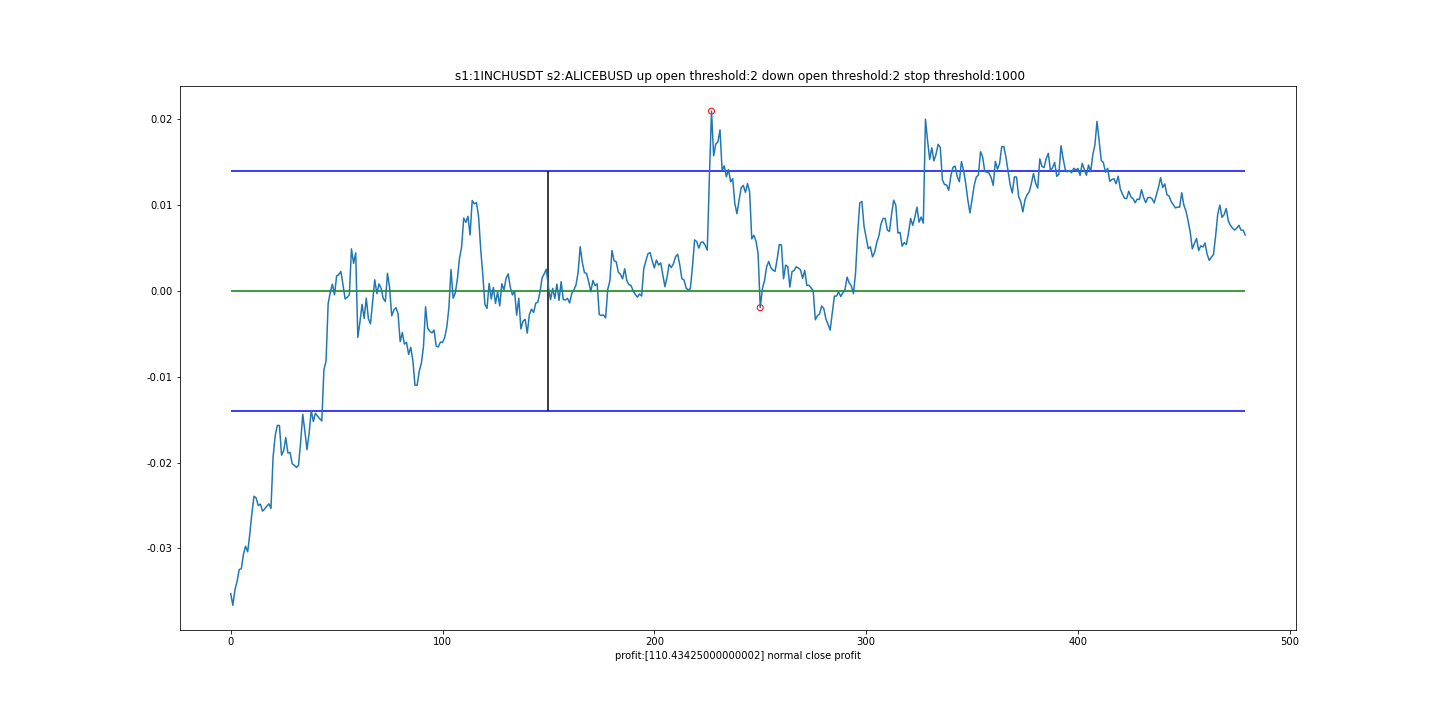 s1:1INCHUSDT s2:ALICEBUSD up open threshold:2 down open threshold:2 stop threshold:1000
0.02
0.01
0.00
-0.01
-0.02
-0.03
0 100 200 300 400 500
profit:[110.43425000000002] normal close profit